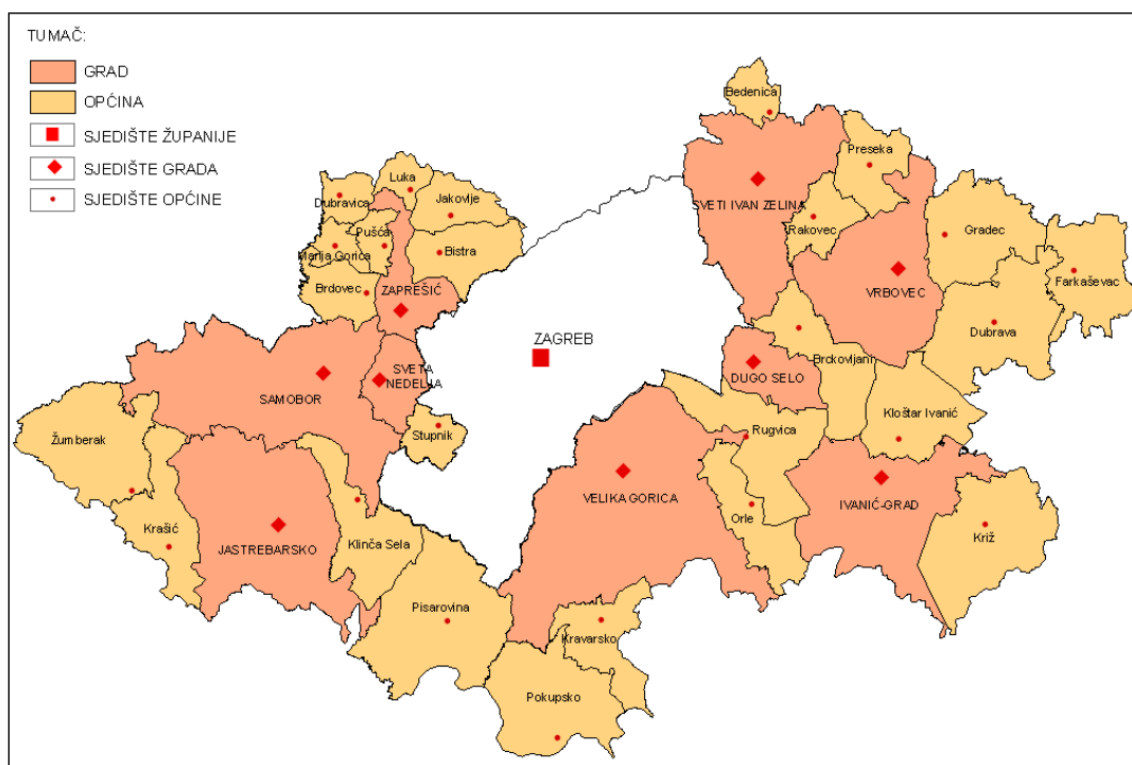 TUMAČ:
GRAD
OPĆINA
SJEDIŠTE ŽUPANIJE
SJEDIŠTE GRADA
SJEDIŠTE OPĆINE
Bedenica
Preseka
Luka
Dubravica
Jakovlje
SVETI IVAN ZELINA
Rakovec
Gradec
Pušća
Marija Gorica
Bistra
Brdovec
ZAPREŠIĆ
VRBOVEC
Farkaševac
Dubrava
ZAGREB
Brckovljani
SVETA
NEDELJA
DUGO SELO
SAMOBOR
Kloštar Ivanić
Žumberak
Stupnik
Rugvica
VELIKA GORICA
IVANIĆ-GRAD
Orle
Krašić
JASTREBARSKO
Klinča Sela
Križ
Pisarovina
Kravarsko
Pokupsko